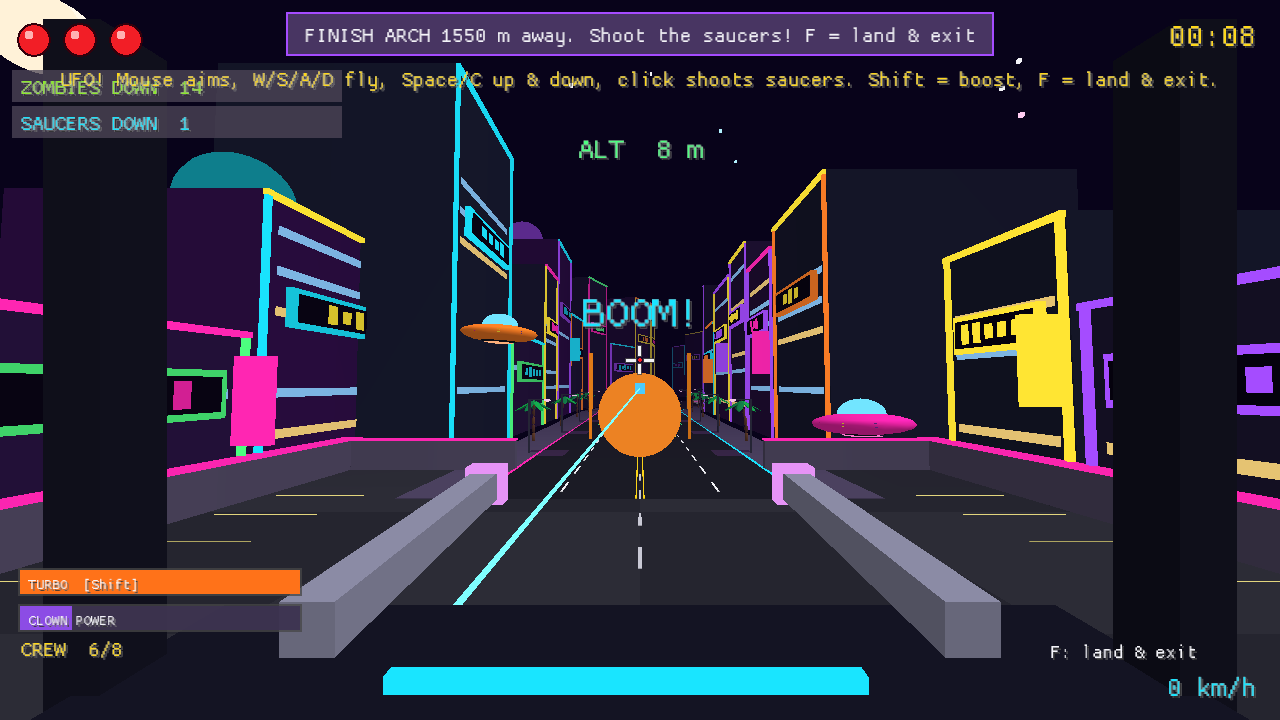 FINISH ARCH 1550 m away. Shoot the saucers! F = land & exit
00:08
UFO! Mouse aims, W/S/A/D fly, Space/C up & down, click shoots saucers. Shift = boost, F = land & exit.
ZOMBIES DOWN 14
SAUCERS DOWN 1
ALT 8 m
BOOM!
TURBO [Shift]
CLOWN POWER
CREW 6/8
F: land & exit
0 km/h